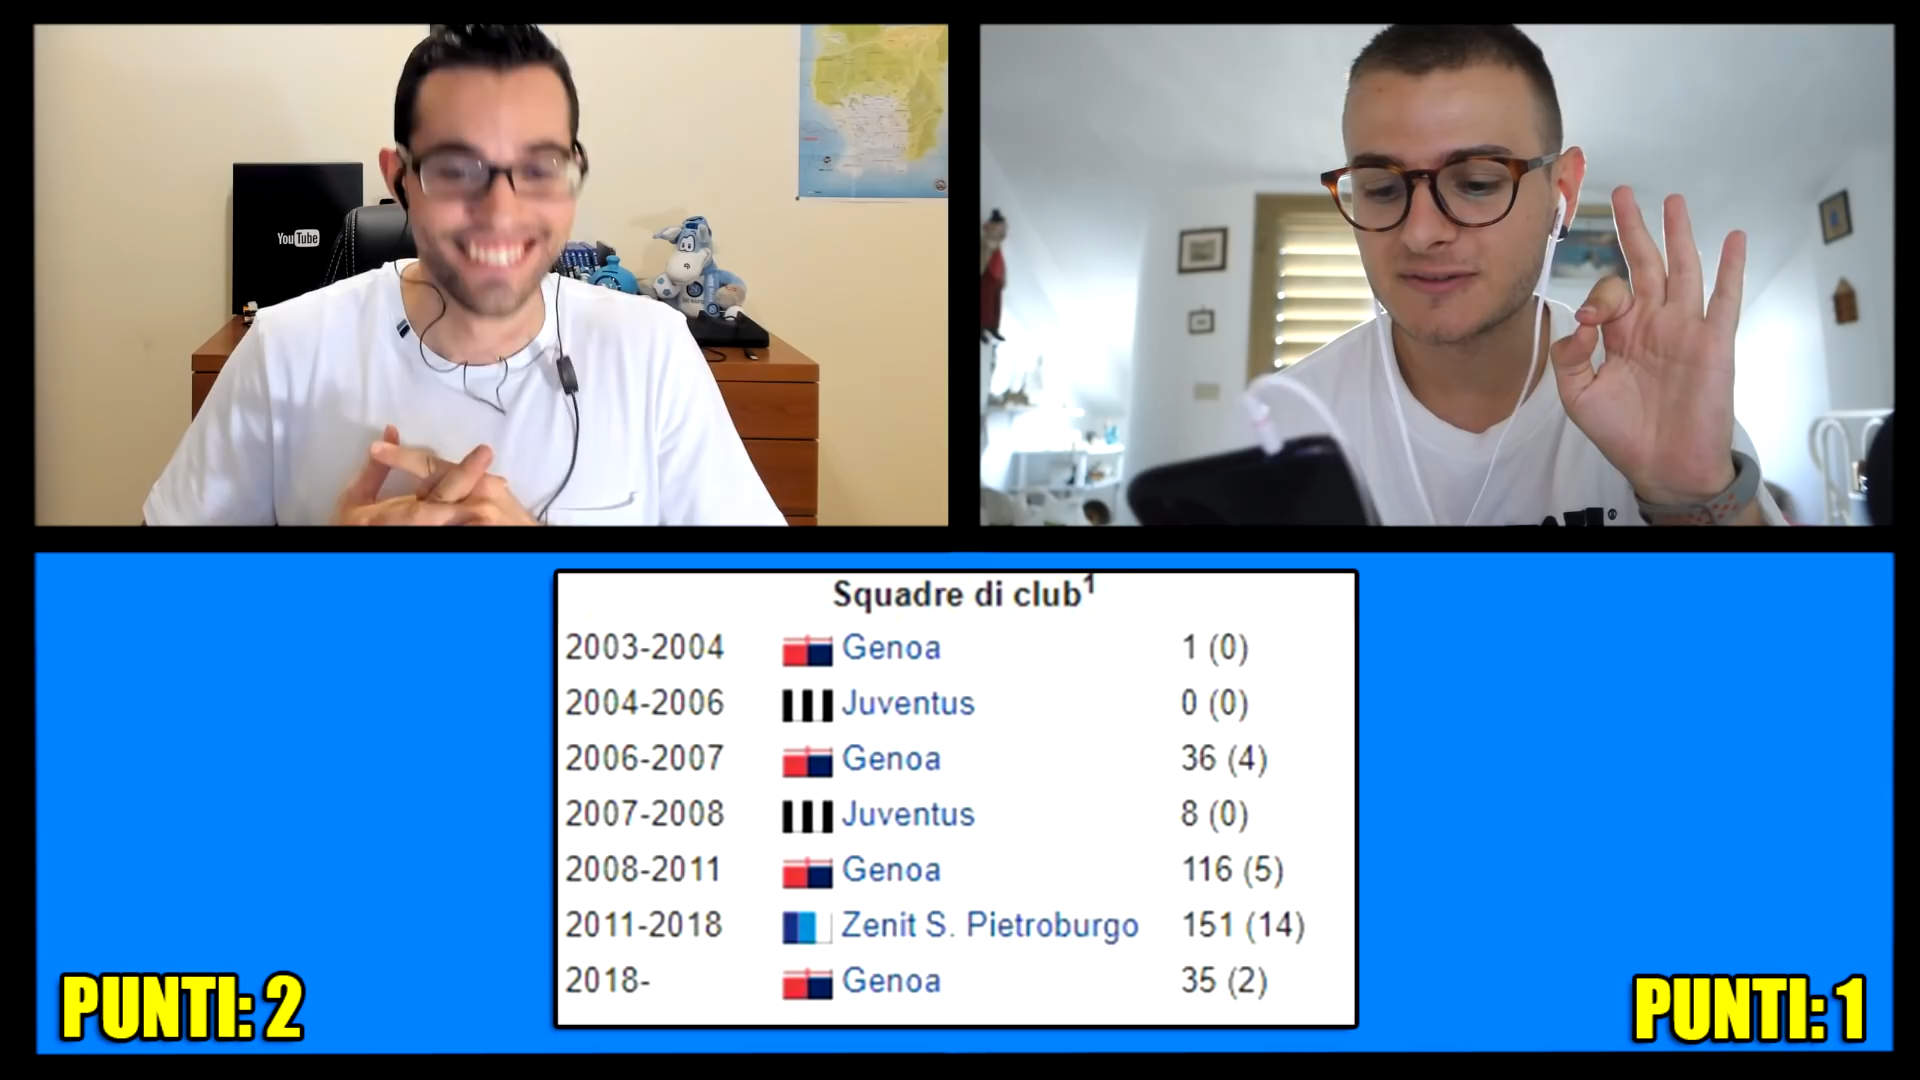 YouTube
Squadre di club1
2003-2004 Genoa 1 (0)
2004-2006 Juventus 0 (0)
2006-2007 Genoa 36 (4)
2007-2008 Juventus 8 (0)
2008-2011 Genoa 116 (5)
2011-2018 Zenit S. Pietroburgo 151 (14)
2018- Genoa 35 (2)
PUNTI: 2
PUNTI: 1